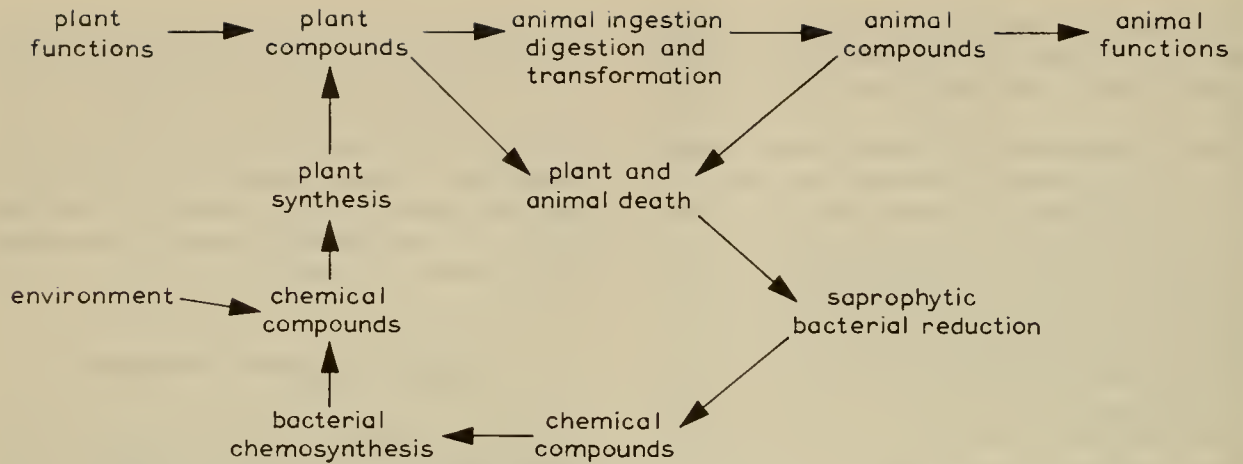 plant
functions
plant
compounds
animal ingestion
digestion and
transformation
animal
compounds
animal
functions
plant
synthesis
plant and
animal death
environment
chemical
compounds
saprophytic
bacterial reduction
bacterial
chemosynthesis
chemical
compounds